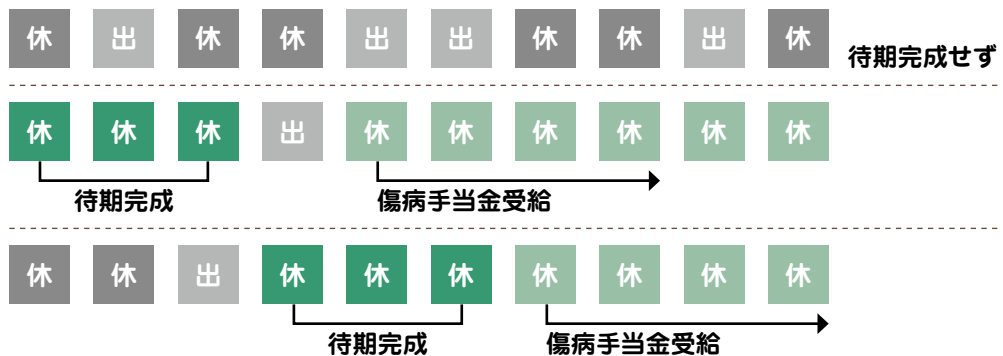 休 出 休 休 出 出 休 休 出 休
待期完成せず
休 休 休 出 休 休 休 休 休 休
待期完成 傷病手当金受給
休 休 出 休 休 休 休 休 休 休
待期完成 傷病手当金受給